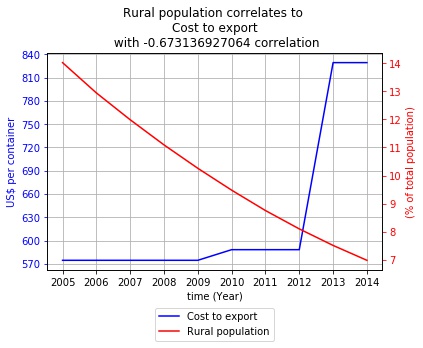 Rural population correlates to
Cost to export
with -0.673136927064 correlation
840
810
780
750
720
690
660
630
600
570
US$ per container
14
13
12
11
10
9
8
7
(% of total population)
2005 2006 2007 2008 2009 2010 2011 2012 2013 2014
time (Year)
Cost to export
Rural population